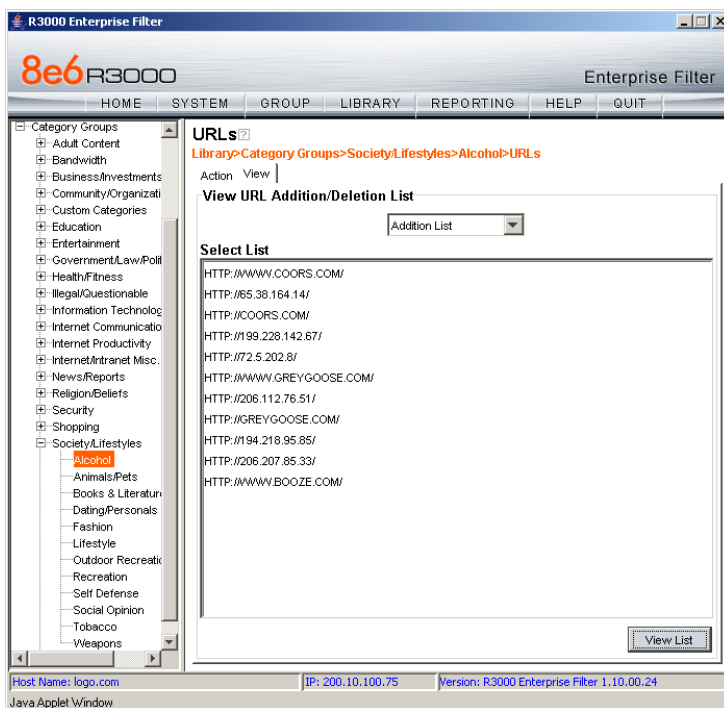 R3000 Enterprise Filter
8e6 R3000
Enterprise Filter
HOME SYSTEM GROUP LIBRARY REPORTING HELP QUIT
Category Groups
Adult Content
Bandwidth
Business/Investments
Community/Organizati
Custom Categories
Education
Entertainment
Government/Law/Polit
Health/Fitness
Illegal/Questionable
Information Technolog
Internet Communicatio
Internet Productivity
Internet/Intranet Misc.
News/Reports
Religion/Beliefs
Security
Shopping
Society/Lifestyles
Alcohol
Animals/Pets
Books & Literature
Dating/Personals
Fashion
Lifestyle
Outdoor Recreatio
Recreation
Self Defense
Social Opinion
Tobacco
Weapons
URLs ?
Library>Category Groups>Society/Lifestyles>Alcohol>URLs
Action View
View URL Addition/Deletion List
Addition List
Select List
HTTP://WWW.COORS.COM/
HTTP://65.38.164.14/
HTTP://COORS.COM/
HTTP://199.228.142.67/
HTTP://72.5.202.8/
HTTP://WWW.GREYGOOSE.COM/
HTTP://206.112.76.51/
HTTP://GREYGOOSE.COM/
HTTP://194.218.95.85/
HTTP://206.207.85.33/
HTTP://WWW.BOOZE.COM/
View List
Host Name: logo.com IP: 200.10.100.75 Version: R3000 Enterprise Filter 1.10.00.24
Java Applet Window